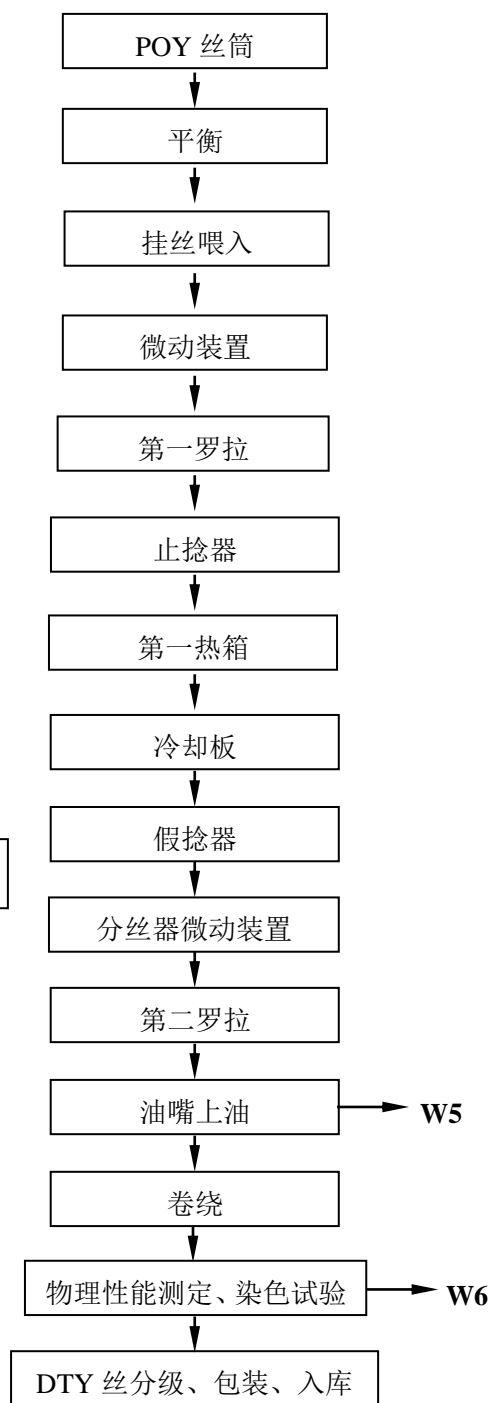 POY 丝筒
平衡
挂丝喂入
微动装置
第一罗拉
止捻器
第一热箱
冷却板
假捻器
分丝器微动装置
第二罗拉
油嘴上油
W5
卷绕
物理性能测定、染色试验
W6
DTY 丝分级、包装、入库